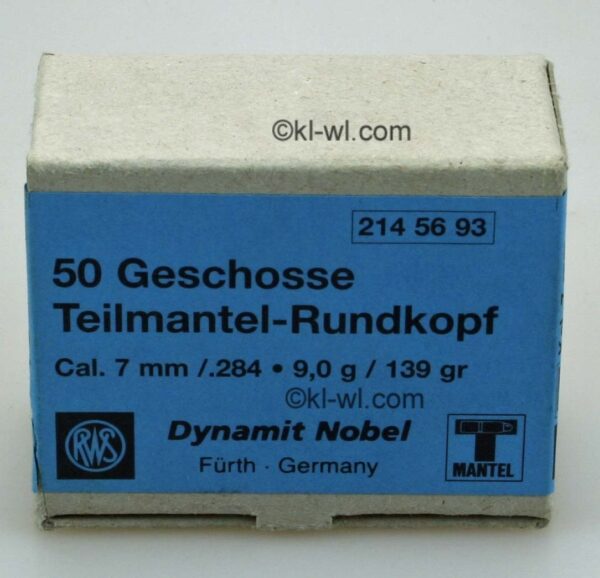 ©kl-wl.com
214 56 93
50 Geschosse
Teilmantel-Rundkopf
Cal. 7 mm /.284 • 9,0 g / 139 gr
©kl-wl.com
RWS
Dynamit Nobel
Fürth · Germany
T
MANTEL